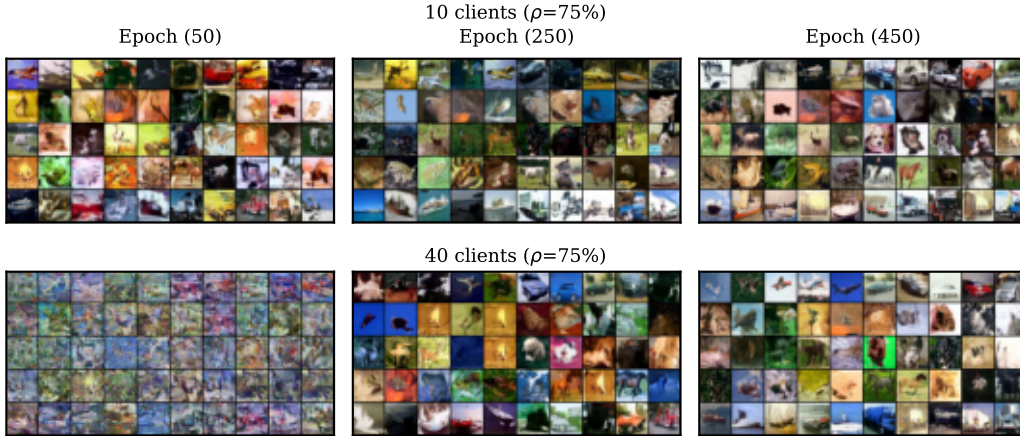 10 clients (ρ=75%)
Epoch (50)
Epoch (250)
Epoch (450)
40 clients (ρ=75%)